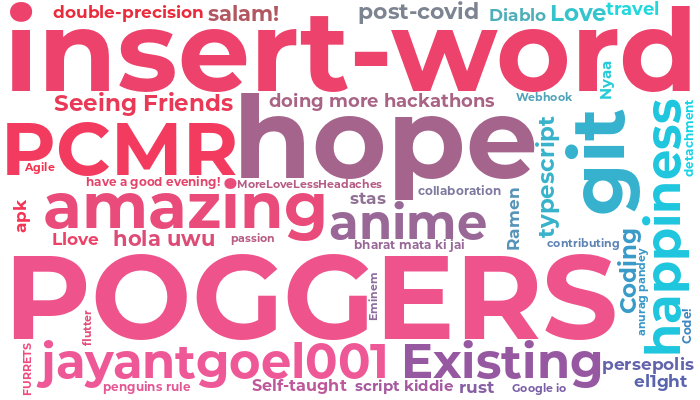 double-precision
salam!
post-covid
Diablo
Love
travel
insert-word
Seeing Friends
doing more hackathons
Webhook
Nyaa
PCMR
Agile
hope
typescript
git
happiness
detachment
have a good evening!
MoreLoveLessHeadaches
collaboration
apk
amazing
stas
anime
Ramen
Llove
hola uwu
passion
bharat mata ki jai
contributing
Coding
anurag pandey
POGGERS
Eminem
flutter
Code!
FURRETS
jayantgoel001
Existing
persepolis
penguins rule
Self-taught
script kiddie
rust
Google io
el1ght